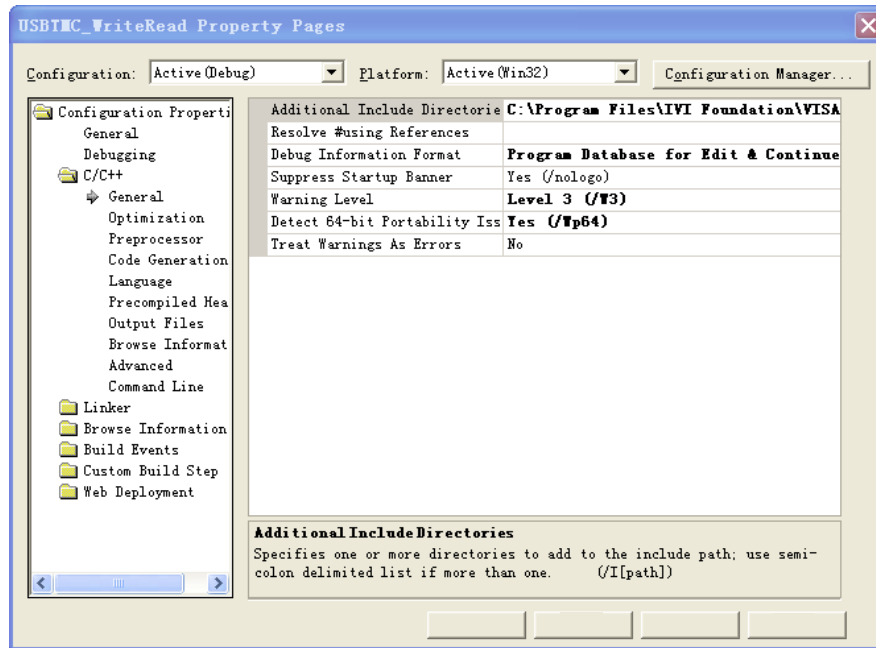 USBTMC_WriteRead Property Pages
Configuration: Active(Debug) Platform: Active(Win32) Configuration Manager...
Configuration Properti
General
Debugging
C/C++
General
Optimization
Preprocessor
Code Generation
Language
Precompiled Hea
Output Files
Browse Informat
Advanced
Command Line
Linker
Browse Information
Build Events
Custom Build Step
Web Deployment
Additional Include Directorie C:\Program Files\IVI Foundation\VISA
Resolve #using References
Debug Information Format Program Database for Edit & Continue
Suppress Startup Banner Yes (/nologo)
Warning Level Level 3 (/W3)
Detect 64-bit Portability Iss Yes (/Wp64)
Treat Warnings As Errors No
Additional Include Directories
Specifies one or more directories to add to the include path; use semi-
colon delimited list if more than one. (/I[path])